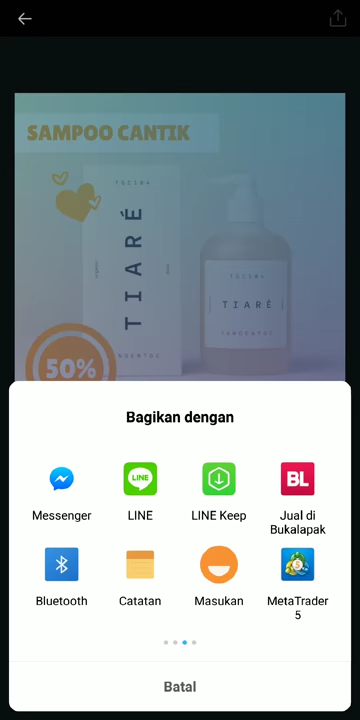 SAMPOO CANTIK
TIARÉ
TIARÉ
50%
Bagikan dengan
Messenger
LINE
LINE Keep
Jual di
Bukalapak
BL
Bluetooth
Catatan
Masukan
MetaTrader
5
Batal